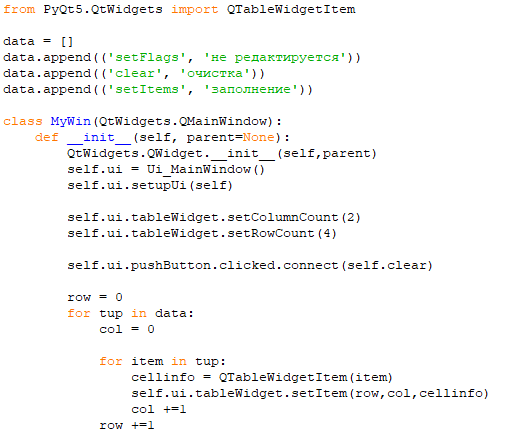 from PyQt5.QtWidgets import QTableWidgetItem
data = []
data.append(('setFlags', 'не редактируется'))
data.append(('clear', 'очистка'))
data.append(('setItems', 'заполнение'))
class MyWin(QtWidgets.QMainWindow):
    def __init__(self, parent=None):
        QtWidgets.QWidget.__init__(self,parent)
        self.ui = Ui_MainWindow()
        self.ui.setupUi(self)
        self.ui.tableWidget.setColumnCount(2)
        self.ui.tableWidget.setRowCount(4)
        self.ui.pushButton.clicked.connect(self.clear)
        row = 0
        for tup in data:
            col = 0
            for item in tup:
                cellinfo = QTableWidgetItem(item)
                self.ui.tableWidget.setItem(row,col,cellinfo)
                col +=1
            row +=1